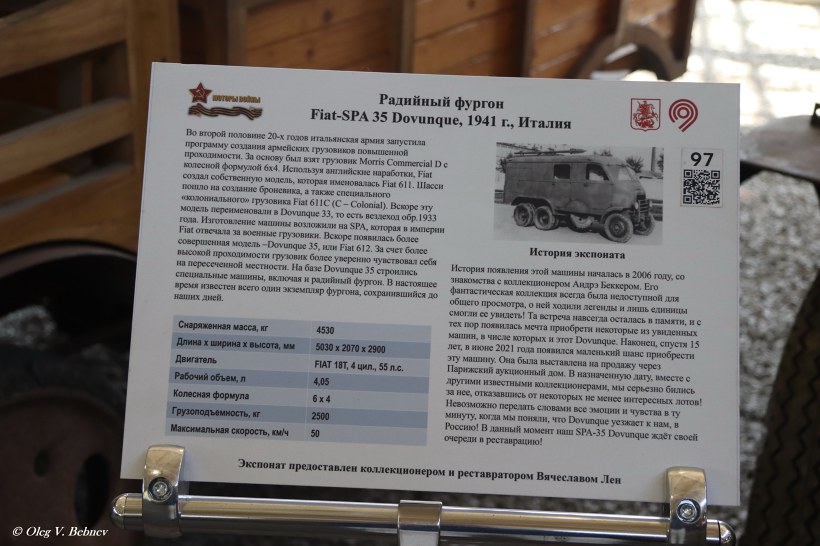 МОТОРЫ ВОЙНЫ
Радийный фургон
Fiat-SPA 35 Dovunque, 1941 г., Италия
Во второй половине 20-х годов итальянская армия запустила
программу создания армейских грузовиков повышенной
проходимости. За основу был взят грузовик Morris Commercial D с
колесной формулой 6x4. Используя английские наработки, Fiat
создал собственную модель, которая именовалась Fiat 611. Шасси
пошло на создание броневика, а также специального
«колониального» грузовика Fiat 611C (C – Colonial). Вскоре эту
модель переименовали в Dovunque 33, то есть вездеход обр.1933
года. Изготовление машины возложили на SPA, которая в империи
Fiat отвечала за военные грузовики. Вскоре появилась более
совершенная модель –Dovunque 35, или Fiat 612. За счет более
высокой проходимости грузовик более уверенно чувствовал себя
на пересеченной местности. На базе Dovunque 35 строились
специальные машины, включая и радийный фургон. В настоящее
время известен всего один экземпляр фургона, сохранившийся до
наших дней.
Снаряженная масса, кг 4530
Длина х ширина х высота, мм 5030 х 2070 х 2900
Двигатель FIAT 18T, 4 цил., 55 л.с.
Рабочий объем, л 4,05
Колесная формула 6 х 4
Грузоподъемность, кг 2500
Максимальная скорость, км/ч 50
97
История экспоната
История появления этой машины началась в 2006 году, со
знакомства с коллекционером Андрэ Беккером. Его
фантастическая коллекция всегда была недоступной для
общего просмотра, о ней ходили легенды и лишь единицы
смогли ее увидеть! Та встреча навсегда осталась в памяти, и с
тех пор появилась мечта приобрести некоторые из увиденных
машин, в числе которых и этот Dovunque. Наконец, спустя 15
лет, в июне 2021 года появился маленький шанс приобрести
эту машину. Она была выставлена на продажу через
Парижский аукционный дом. В назначенную дату, вместе с
другими известными коллекционерами, мы серьезно бились
за нее, отказавшись от некоторых не менее интересных лотов!
Невозможно передать словами все эмоции и чувства в ту
минуту, когда мы поняли, что Dovunque уезжает к нам, в
Россию! В данный момент наш SPA-35 Dovunque ждёт своей
очереди в реставрацию!
Экспонат предоставлен коллекционером и реставратором Вячеславом Лен
© Oleg V. Bebnev